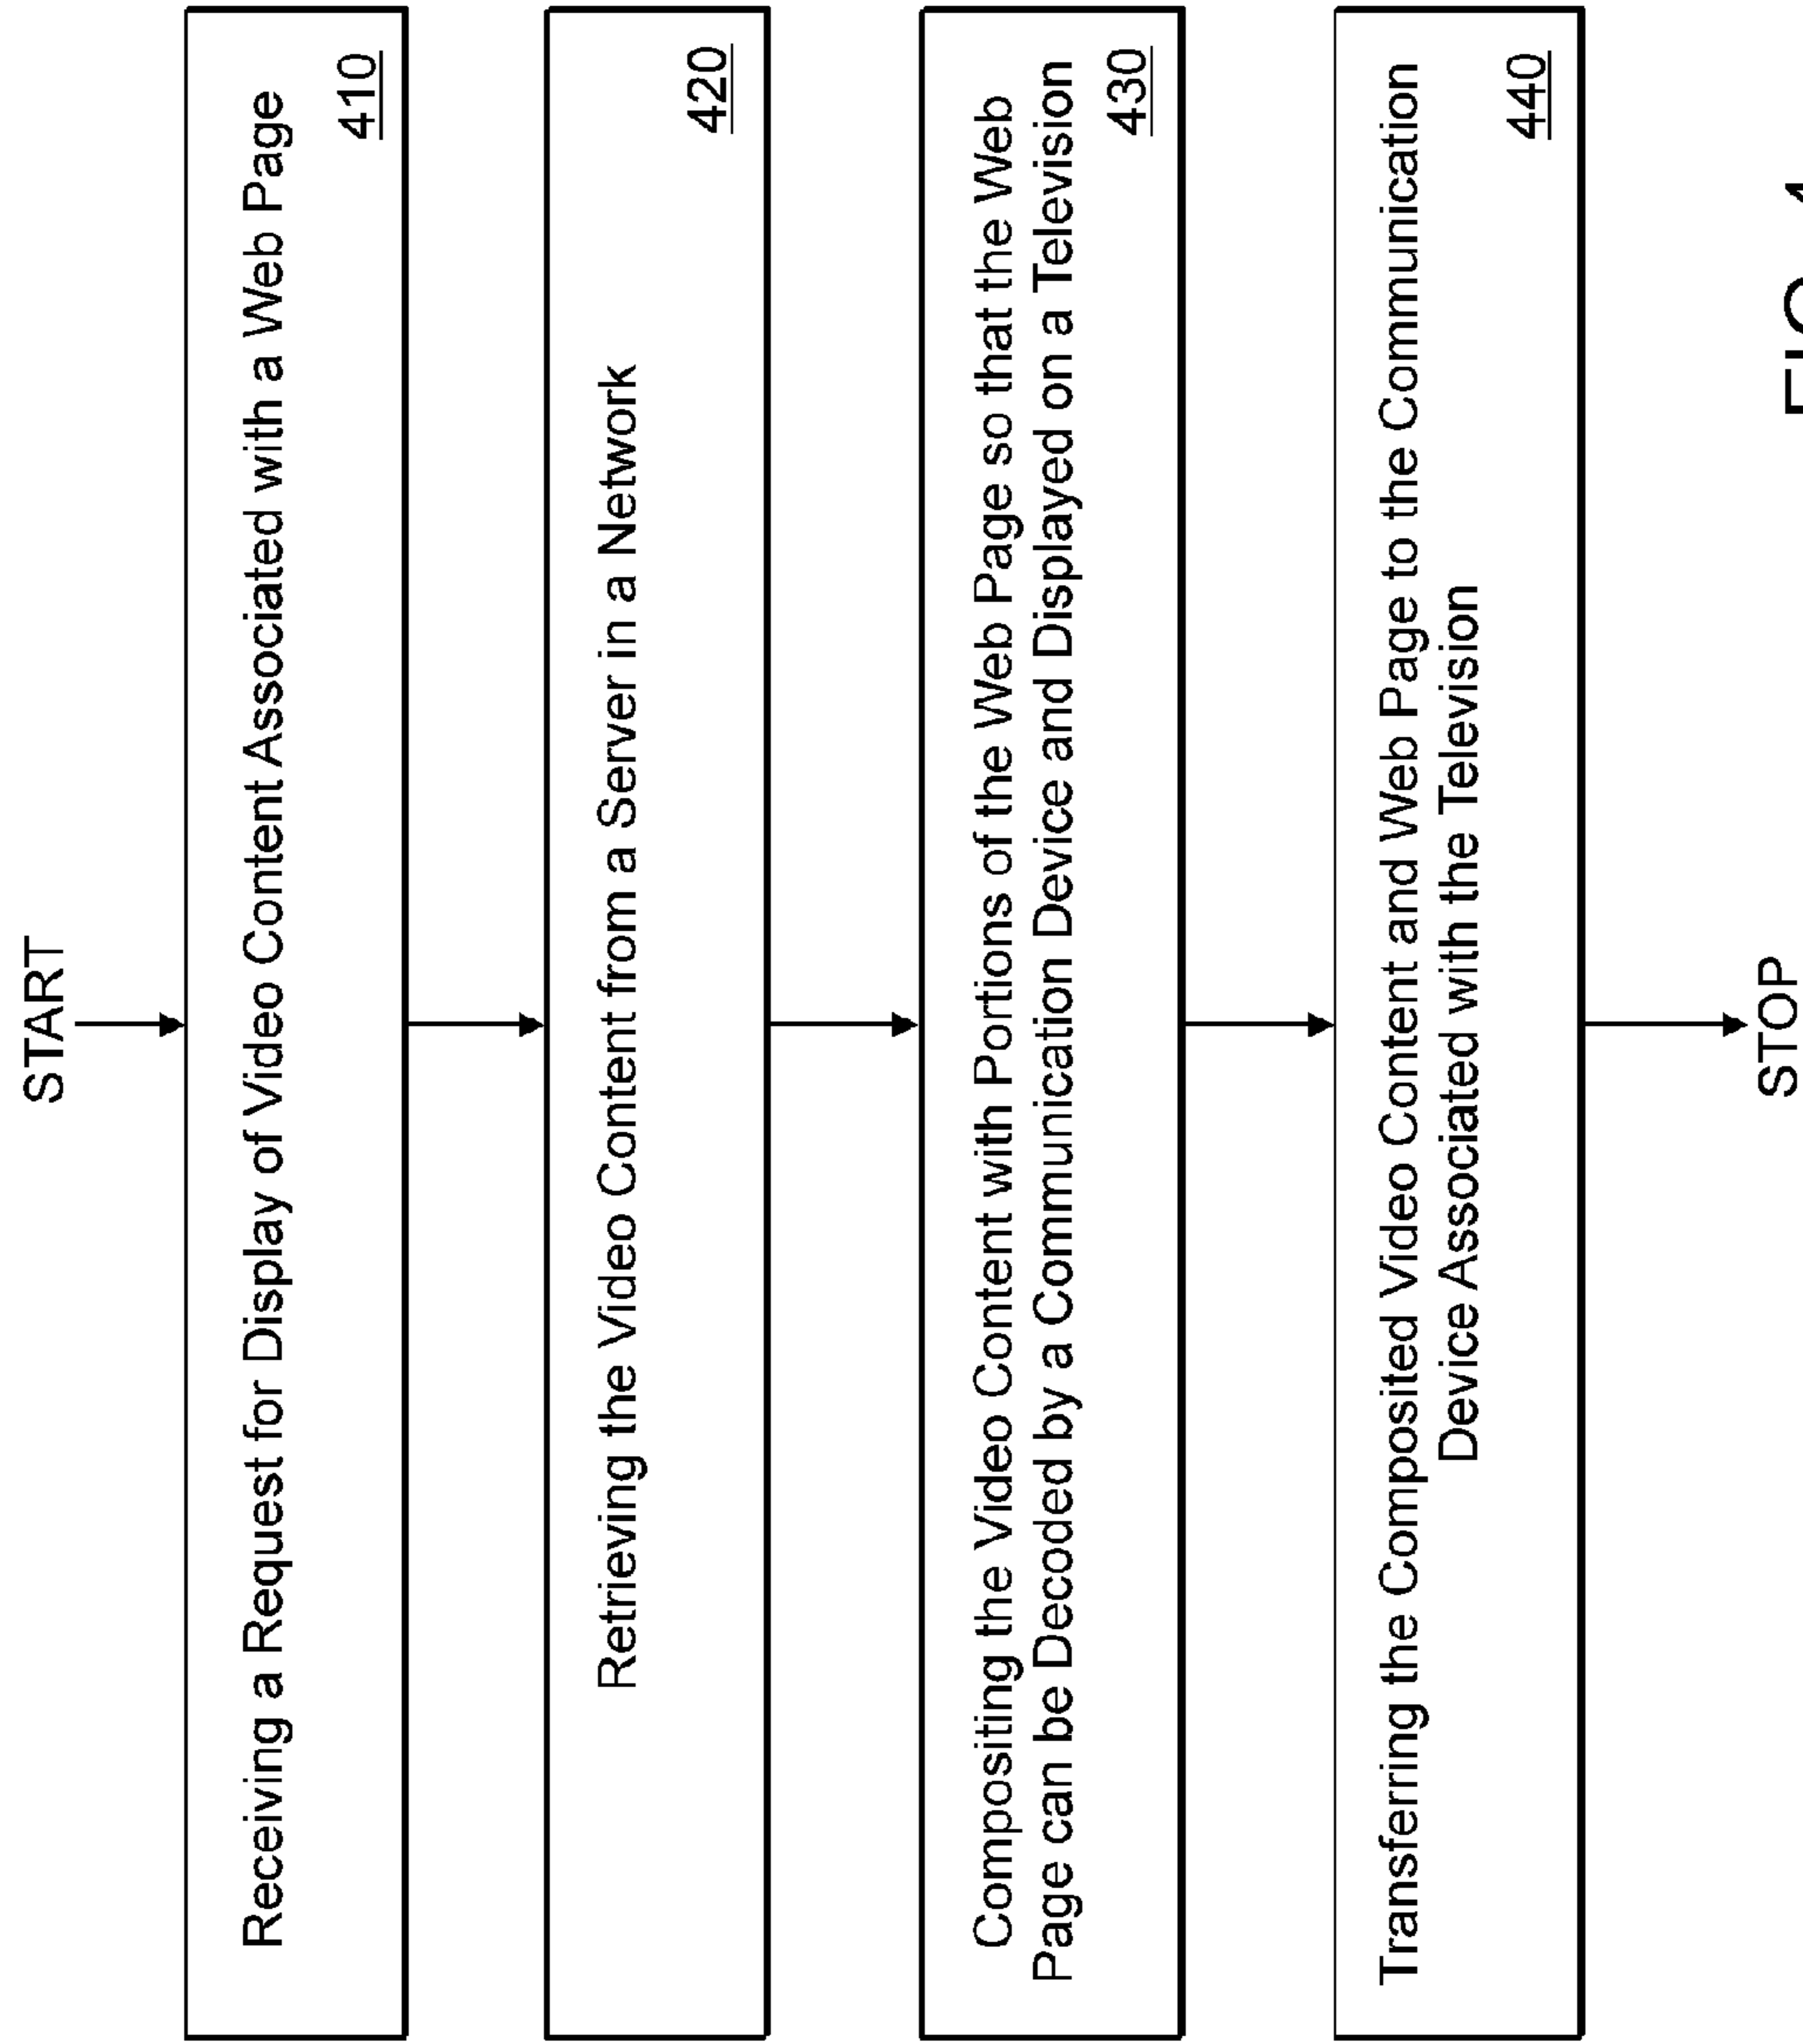 START
Receiving a Request for Display of Video Content Associated with a Web Page
410
Retrieving the Video Content from a Server in a Network
420
Compositing the Video Content with Portions of the Web Page so that the Web
Page can be Decoded by a Communication Device and Displayed on a Television
430
Transferring the Composited Video Content and Web Page to the Communication
Device Associated with the Television
440
STOP